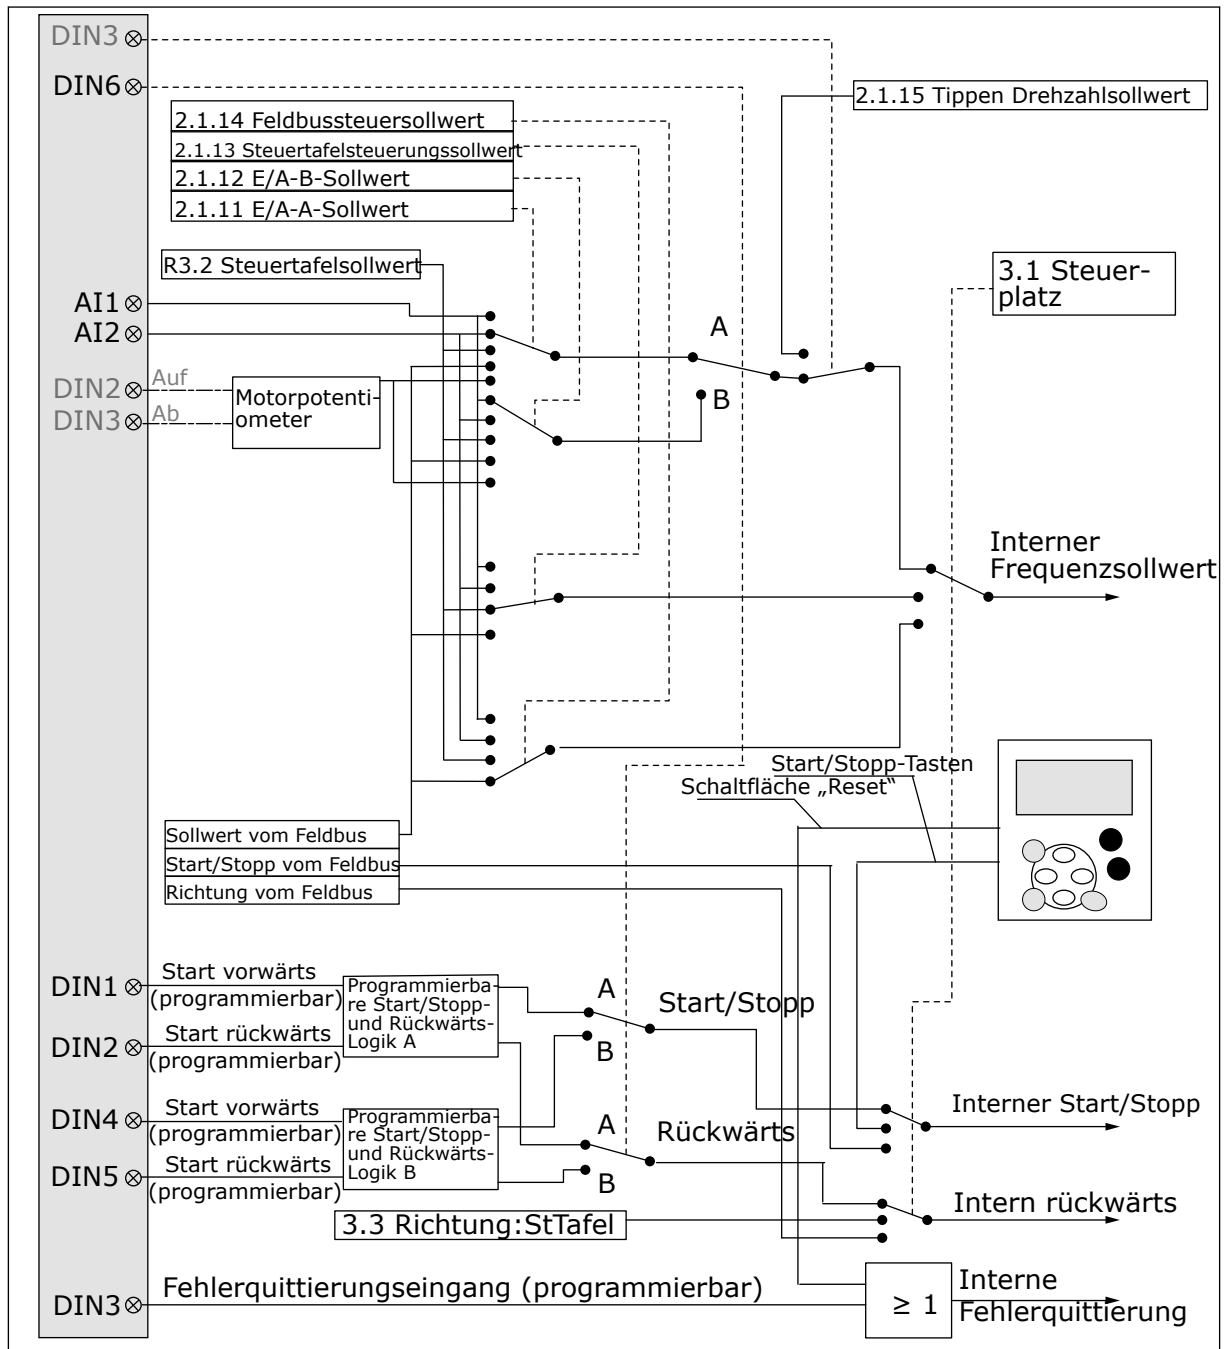 DIN3
DIN6
2.1.15 Tippen Drehzahlsollwert
2.1.14 Feldbussteuersollwert
2.1.13 Steuertafelsteuerungssollwert
2.1.12 E/A-B-Sollwert
2.1.11 E/A-A-Sollwert
R3.2 Steuertafelsollwert
3.1 Steuer-
platz
AI1
AI2
A
B
DIN2
Auf
DIN3
Ab
Motorpotenti-
ometer
Interner
Frequenzsollwert
Start/Stopp-Tasten
Schaltfläche „Reset“
Sollwert vom Feldbus
Start/Stopp vom Feldbus
Richtung vom Feldbus
DIN1
Start vorwärts
(programmierbar)
DIN2
Start rückwärts
(programmierbar)
Programmierba-
re Start/Stopp-
und Rückwärts-
Logik A
A
B
Start/Stopp
DIN4
Start vorwärts
(programmierbar)
DIN5
Start rückwärts
(programmierbar)
Programmierba-
re Start/Stopp-
und Rückwärts-
Logik B
A
B
Rückwärts
Interner Start/Stopp
3.3 Richtung:StTafel
Intern rückwärts
DIN3
Fehlerquittierungseingang (programmierbar)
≥ 1
Interne
Fehlerquittierung